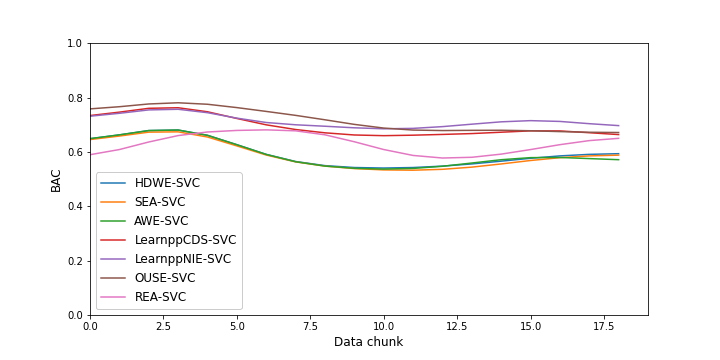 1.0
0.8
0.6
0.4
0.2
0.0
BAC
HDWE-SVC
SEA-SVC
AWE-SVC
LearnppCDS-SVC
LearnppNIE-SVC
OUSE-SVC
REA-SVC
0.0 2.5 5.0 7.5 10.0 12.5 15.0 17.5
Data chunk